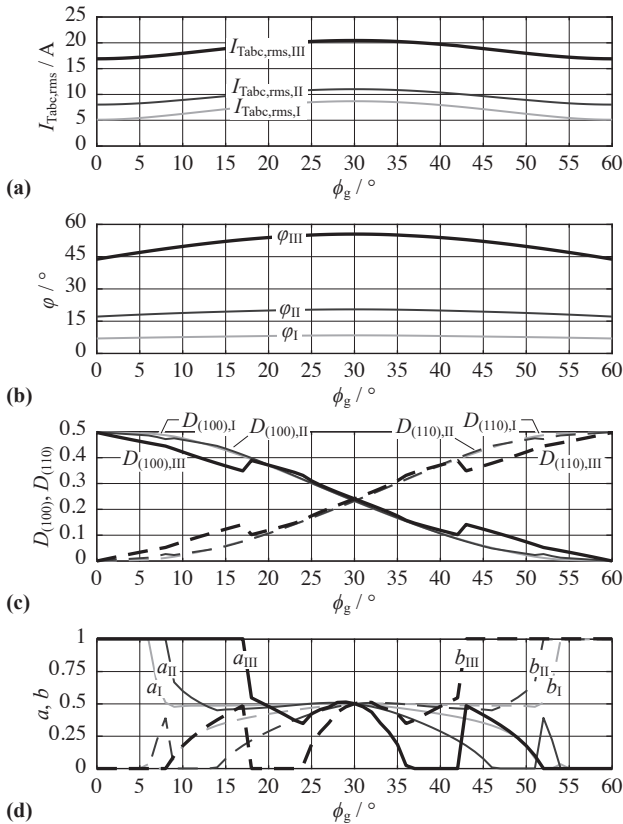 25
20
15
10
5
0
I_Tabc,rms / A
I_Tabc,rms,III
I_Tabc,rms,II
I_Tabc,rms,I
0 5 10 15 20 25 30 35 40 45 50 55 60
(a)
ϕ_g / °
60
45
30
15
0
φ / °
φ_III
φ_II
φ_I
0 5 10 15 20 25 30 35 40 45 50 55 60
(b)
ϕ_g / °
0.5
0.4
0.3
0.2
0.1
0
D_(100), D_(110)
D_(100),I
D_(100),II
D_(110),II
D_(110),I
D_(100),III
D_(110),III
0 5 10 15 20 25 30 35 40 45 50 55 60
(c)
ϕ_g / °
1
0.75
0.5
0.25
0
a, b
a_I
a_II
a_III
b_III
b_II
b_I
0 5 10 15 20 25 30 35 40 45 50 55 60
(d)
ϕ_g / °